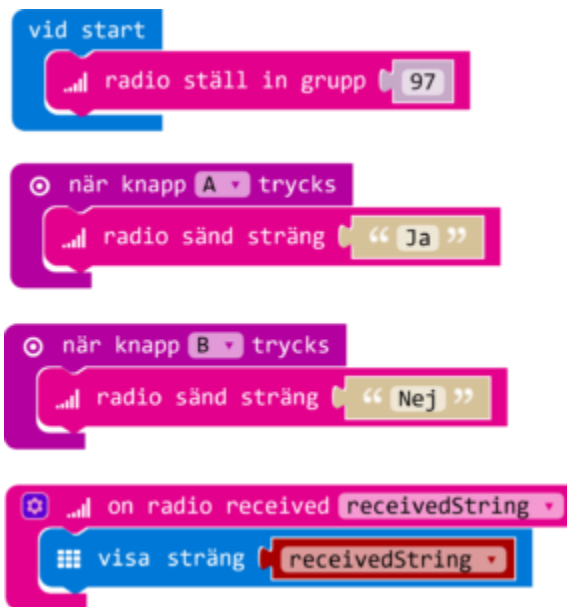 vid start
radio ställ in grupp 97
när knapp A trycks
radio sänd sträng “ Ja ”
när knapp B trycks
radio sänd sträng “ Nej ”
on radio received receivedString
visa sträng receivedString